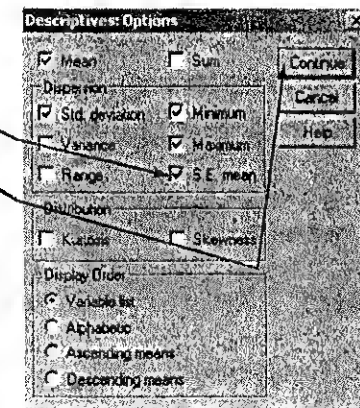 Descriptives: Options
Mean
Sum
Continue
Cancel
Help
Dispersion
Std. deviation
Minimum
Variance
Maximum
Range
S.E. mean
Distribution
Kurtosis
Skewness
Display Order
Variable list
Alphabetic
Ascending means
Descending means